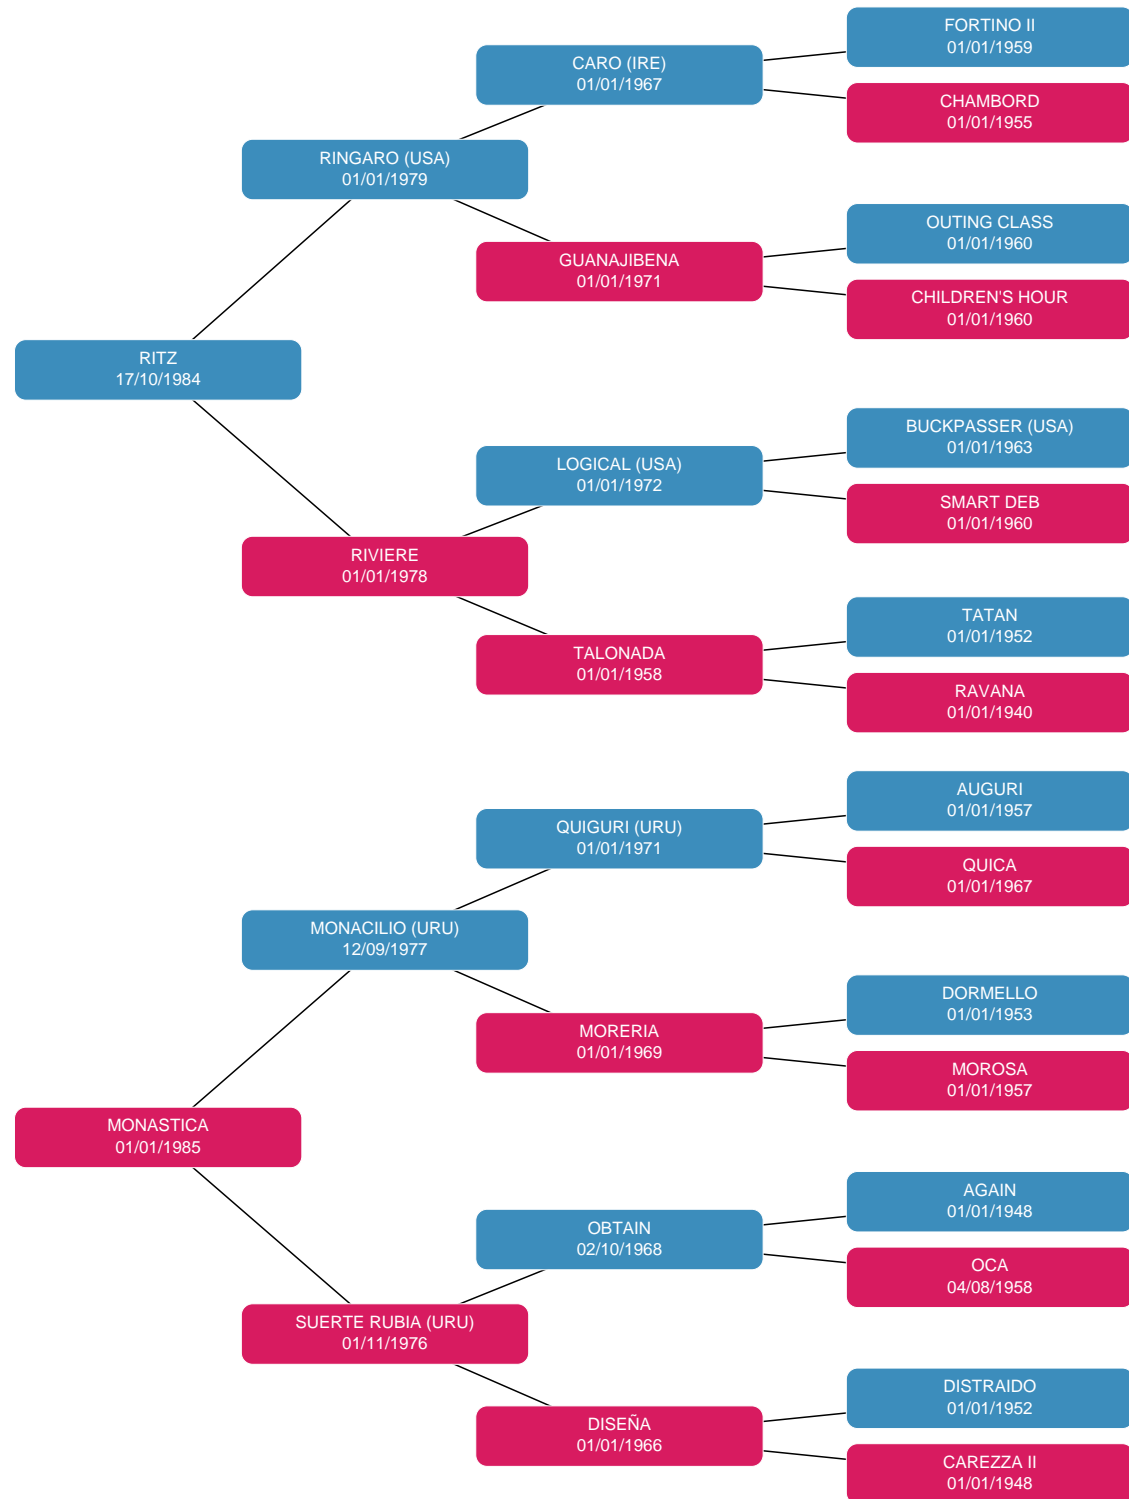 FORTINO II
01/01/1959
CARO (IRE)
01/01/1967
CHAMBORD
01/01/1955
RINGARO (USA)
01/01/1979
OUTING CLASS
01/01/1960
GUANAJIBENA
01/01/1971
CHILDREN'S HOUR
01/01/1960
RITZ
17/10/1984
BUCKPASSER (USA)
01/01/1963
LOGICAL (USA)
01/01/1972
SMART DEB
01/01/1960
RIVIERE
01/01/1978
TATAN
01/01/1952
TALONADA
01/01/1958
RAVANA
01/01/1940
AUGURI
01/01/1957
QUIGURI (URU)
01/01/1971
QUICA
01/01/1967
MONACILIO (URU)
12/09/1977
DORMELLO
01/01/1953
MORERIA
01/01/1969
MOROSA
01/01/1957
MONASTICA
01/01/1985
AGAIN
01/01/1948
OBTAIN
02/10/1968
OCA
04/08/1958
SUERTE RUBIA (URU)
01/11/1976
DISTRAIDO
01/01/1952
DISEÑA
01/01/1966
CAREZZA II
01/01/1948